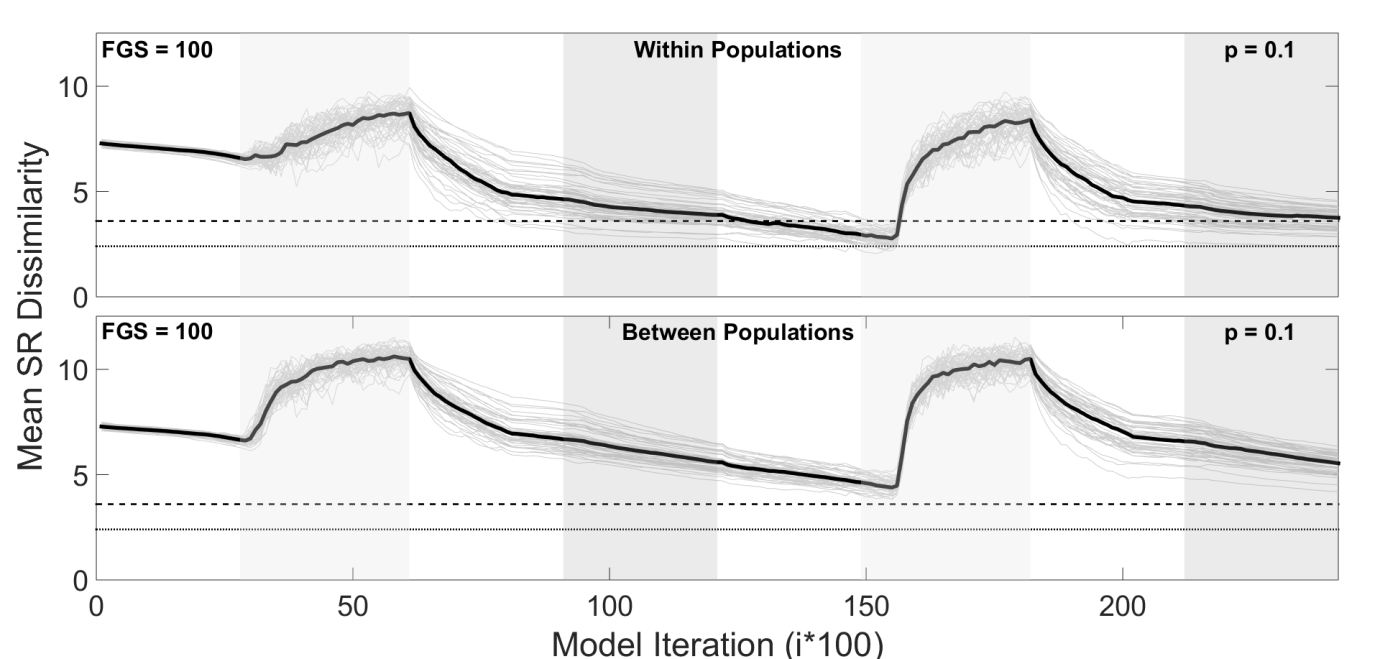 FGS = 100
Within Populations
p = 0.1
10
5
0
FGS = 100
Between Populations
p = 0.1
10
5
0
Mean SR Dissimilarity
0
50
100
150
200
Model Iteration (i*100)